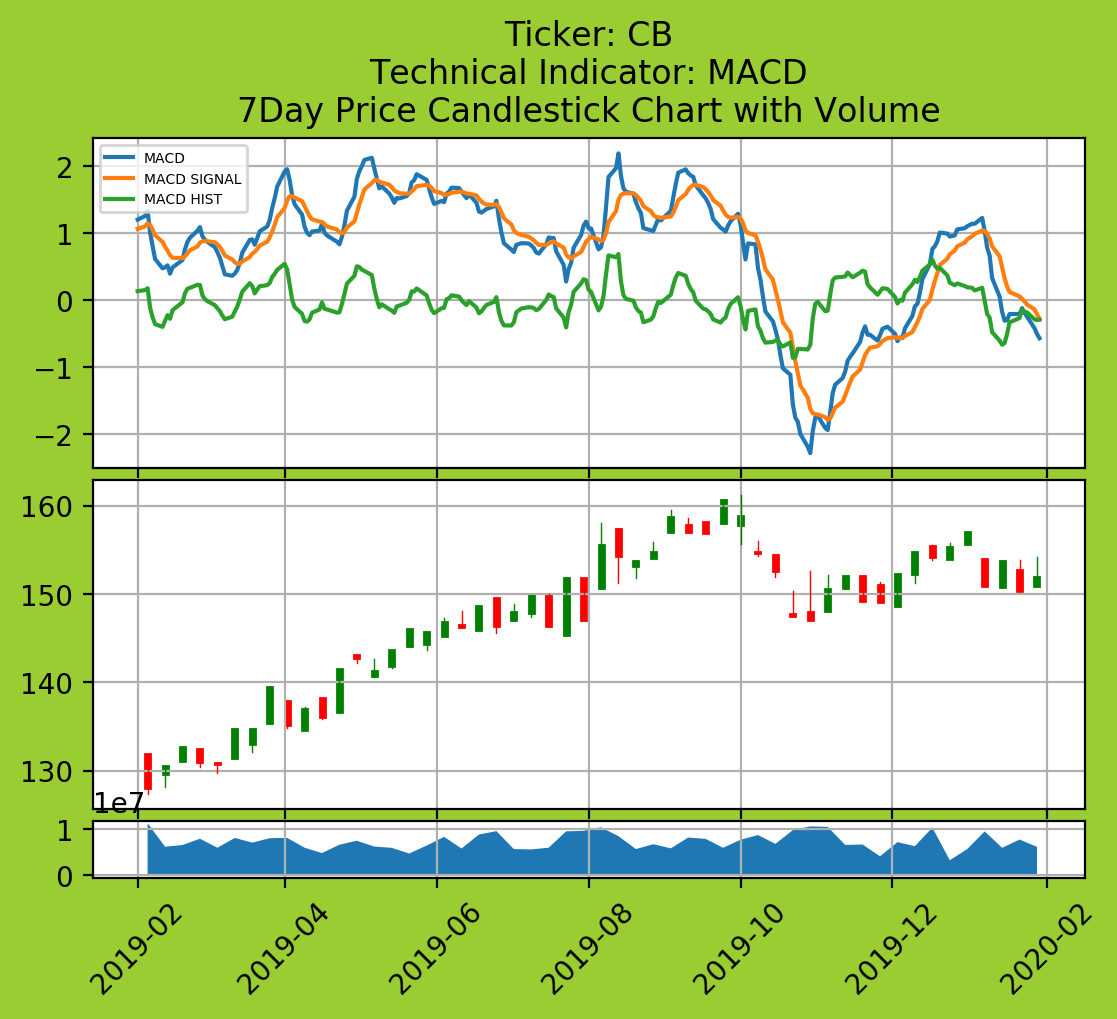 Ticker: CB
Technical Indicator: MACD
7Day Price Candlestick Chart with Volume
MACD
MACD SIGNAL
MACD HIST
2
1
0
−1
−2
160
150
140
130
1e7
1
0
2019-02
2019-04
2019-06
2019-08
2019-10
2019-12
2020-02